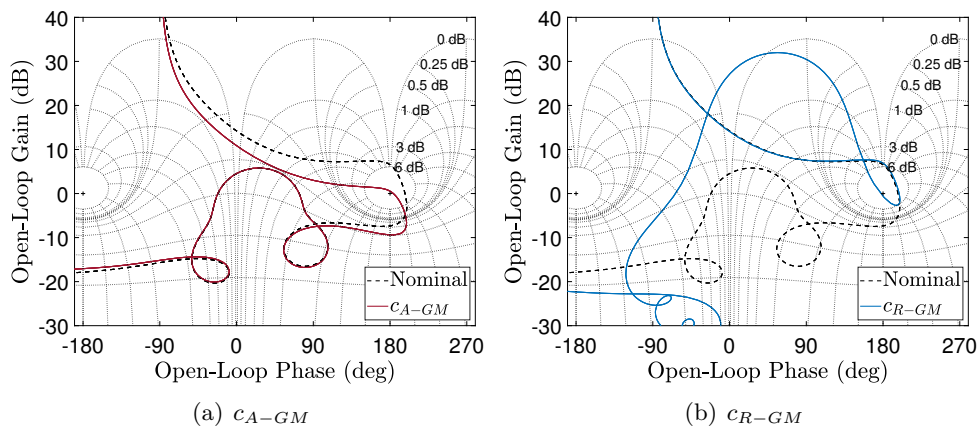 40
30
20
10
0
-10
-20
-30
-180
-90
0
90
180
270
Open-Loop Gain (dB)
Open-Loop Phase (deg)
0 dB
0.25 dB
0.5 dB
1 dB
3 dB
6 dB
Nominal
c_{A-GM}
(a) c_{A-GM}
40
30
20
10
0
-10
-20
-30
-180
-90
0
90
180
270
Open-Loop Gain (dB)
Open-Loop Phase (deg)
0 dB
0.25 dB
0.5 dB
1 dB
3 dB
6 dB
Nominal
c_{R-GM}
(b) c_{R-GM}